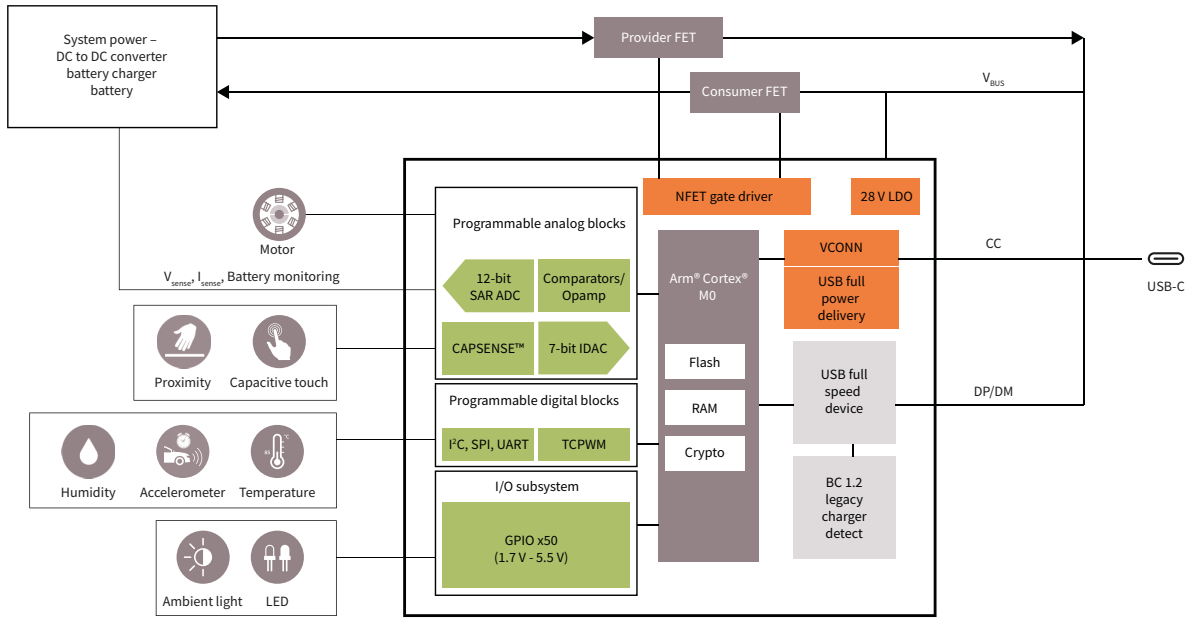 System power –
DC to DC converter
battery charger
battery
Provider FET
Consumer FET
V_BUS
NFET gate driver
28 V LDO
Motor
V_sense, I_sense, Battery monitoring
Programmable analog blocks
12-bit
SAR ADC
Comparators/
Opamp
CAPSENSE™
7-bit IDAC
Arm® Cortex®
M0
Flash
RAM
Crypto
VCONN
USB full
power
delivery
CC
USB-C
Proximity
Capacitive touch
Programmable digital blocks
I²C, SPI, UART
TCPWM
USB full
speed
device
DP/DM
Humidity
Accelerometer
Temperature
°C
I/O subsystem
GPIO x50
(1.7 V - 5.5 V)
BC 1.2
legacy
charger
detect
Ambient light
LED